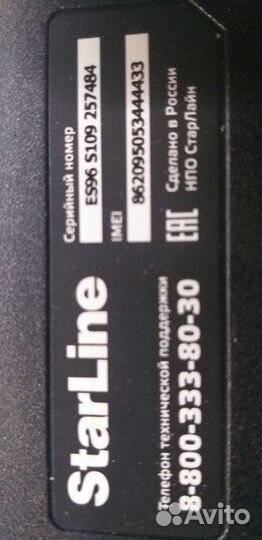 StarLine
Серийный номер
ES96 S109 257484
IMEI
862095053444433
EAC
Сделано в России
НПО СтарЛайн
Телефон технической поддержки
8-800-333-80-30
Avito